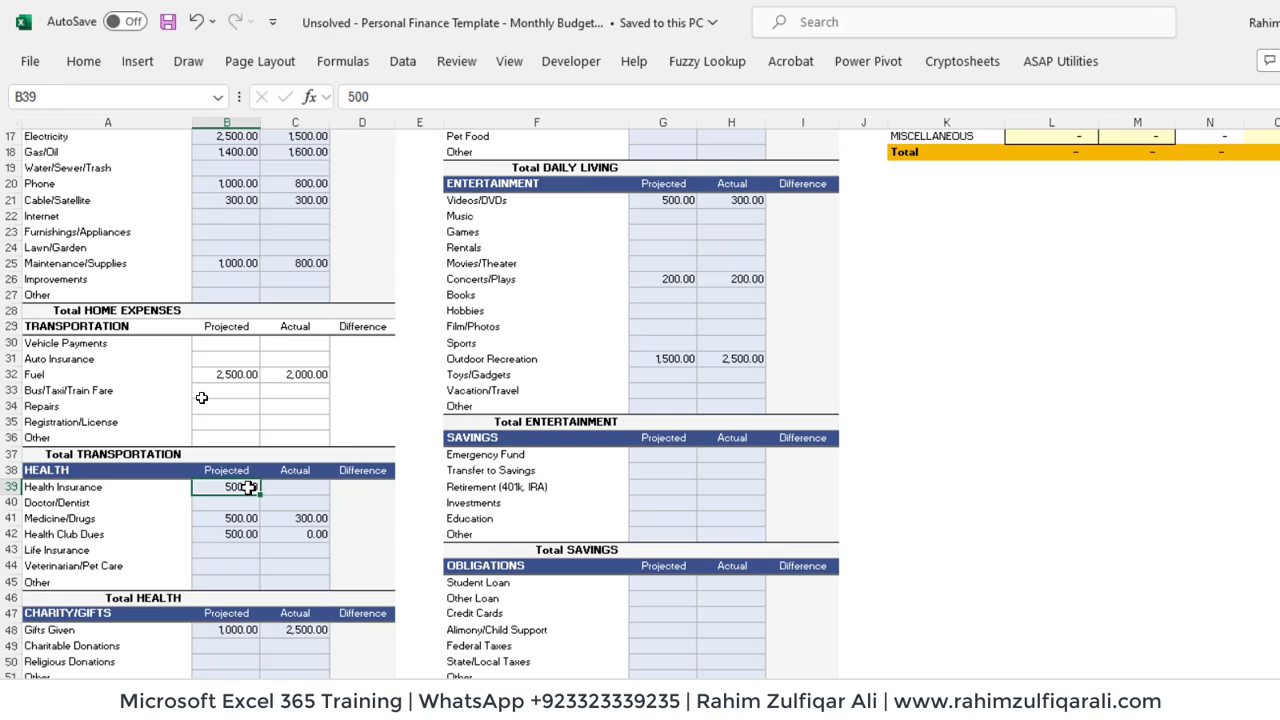 AutoSave Off Unsolved - Personal Finance Template - Monthly Budget... • Saved to this PC Search Rahim
File Home Insert Draw Page Layout Formulas Data Review View Developer Help Fuzzy Lookup Acrobat Power Pivot Cryptosheets ASAP Utilities
B39 fx 500
A B C D E F G H I J K L M N
17 Electricity 2,500.00 1,500.00 Pet Food MISCELLANEOUS - - -
18 Gas/Oil 1,400.00 1,600.00 Other Total - - -
19 Water/Sewer/Trash Total DAILY LIVING
20 Phone 1,000.00 800.00 ENTERTAINMENT Projected Actual Difference
21 Cable/Satellite 300.00 300.00 Videos/DVDs 500.00 300.00
22 Internet Music
23 Furnishings/Appliances Games
24 Lawn/Garden Rentals
25 Maintenance/Supplies 1,000.00 800.00 Movies/Theater
26 Improvements Concerts/Plays 200.00 200.00
27 Other Books
28 Total HOME EXPENSES Hobbies
29 TRANSPORTATION Projected Actual Difference Film/Photos
30 Vehicle Payments Sports
31 Auto Insurance Outdoor Recreation 1,500.00 2,500.00
32 Fuel 2,500.00 2,000.00 Toys/Gadgets
33 Bus/Taxi/Train Fare Vacation/Travel
34 Repairs Other
35 Registration/License Total ENTERTAINMENT
36 Other SAVINGS Projected Actual Difference
37 Total TRANSPORTATION Emergency Fund
38 HEALTH Projected Actual Difference Transfer to Savings
39 Health Insurance Retirement (401k, IRA)
40 Doctor/Dentist Investments
41 Medicine/Drugs 500.00 300.00 Education
42 Health Club Dues 500.00 0.00 Other
43 Life Insurance Total SAVINGS
44 Veterinarian/Pet Care OBLIGATIONS Projected Actual Difference
45 Other Student Loan
46 Total HEALTH Other Loan
47 CHARITY/GIFTS Projected Actual Difference Credit Cards
48 Gifts Given 1,000.00 2,500.00 Alimony/Child Support
49 Charitable Donations Federal Taxes
50 Religious Donations State/Local Taxes
51 Other Other
Microsoft Excel 365 Training | WhatsApp +923323339235 | Rahim Zulfiqar Ali | www.rahimzulfiqarali.com